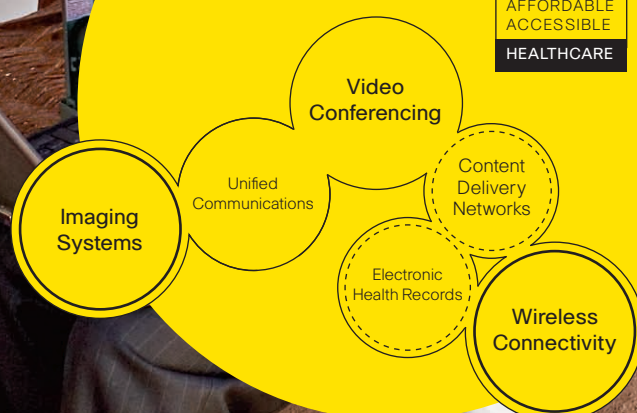 AFFORDABLE
ACCESSIBLE
HEALTHCARE
Video
Conferencing
Unified
Communications
Content
Delivery
Networks
Imaging
Systems
Electronic
Health Records
Wireless
Connectivity